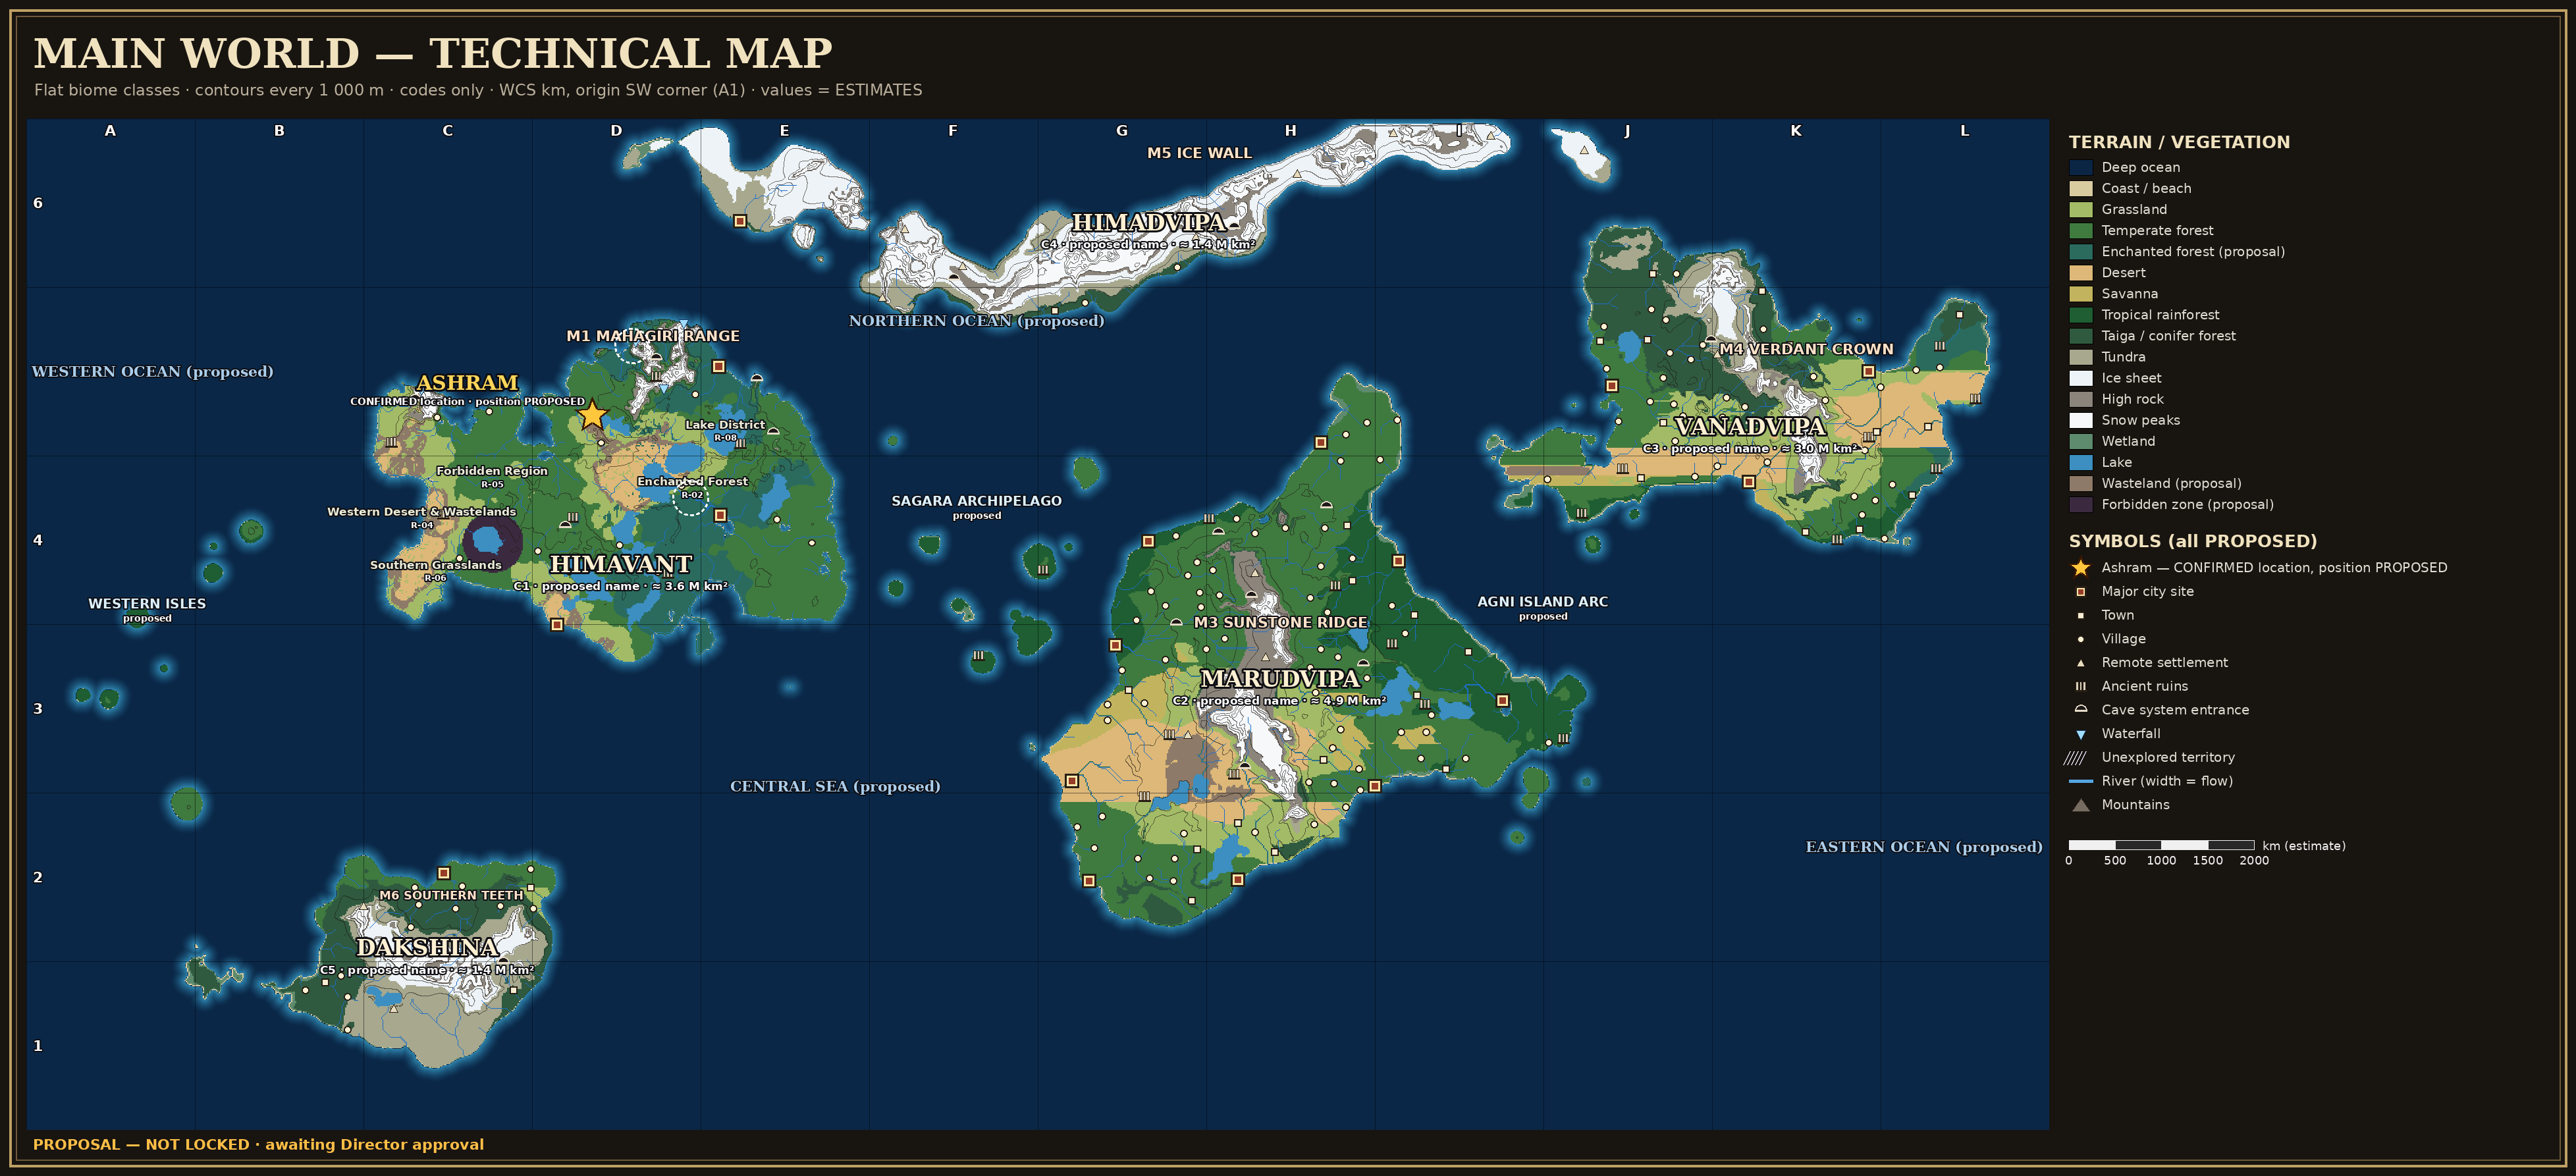 MAIN WORLD — TECHNICAL MAP
Flat biome classes · contours every 1 000 m · codes only · WCS km, origin SW corner (A1) · values = ESTIMATES
A B C D E F G H I J K L
6
4
3
2
1
M5 ICE WALL
HIMADVIPA
C4 · proposed name · ≈ 1.4 M km²
NORTHERN OCEAN (proposed)
M1 MAHAGIRI RANGE
WESTERN OCEAN (proposed)
ASHRAM
CONFIRMED location · position PROPOSED
Lake District
R-08
Forbidden Region
R-05
Enchanted Forest
R-02
Western Desert & Wastelands
R-04
Southern Grasslands
R-06
HIMAVANT
C1 · proposed name · ≈ 3.6 M km²
WESTERN ISLES
proposed
SAGARA ARCHIPELAGO
proposed
M4 VERDANT CROWN
VANADVIPA
C3 · proposed name · ≈ 3.0 M km²
AGNI ISLAND ARC
proposed
M3 SUNSTONE RIDGE
MARUDVIPA
C2 · proposed name · ≈ 4.9 M km²
CENTRAL SEA (proposed)
EASTERN OCEAN (proposed)
M6 SOUTHERN TEETH
DAKSHINA
C5 · proposed name · ≈ 1.4 M km²
TERRAIN / VEGETATION
Deep ocean
Coast / beach
Grassland
Temperate forest
Enchanted forest (proposal)
Desert
Savanna
Tropical rainforest
Taiga / conifer forest
Tundra
Ice sheet
High rock
Snow peaks
Wetland
Lake
Wasteland (proposal)
Forbidden zone (proposal)
SYMBOLS (all PROPOSED)
Ashram — CONFIRMED location, position PROPOSED
Major city site
Town
Village
Remote settlement
Ancient ruins
Cave system entrance
Waterfall
Unexplored territory
River (width = flow)
Mountains
km (estimate)
0 500 1000 1500 2000
PROPOSAL — NOT LOCKED · awaiting Director approval